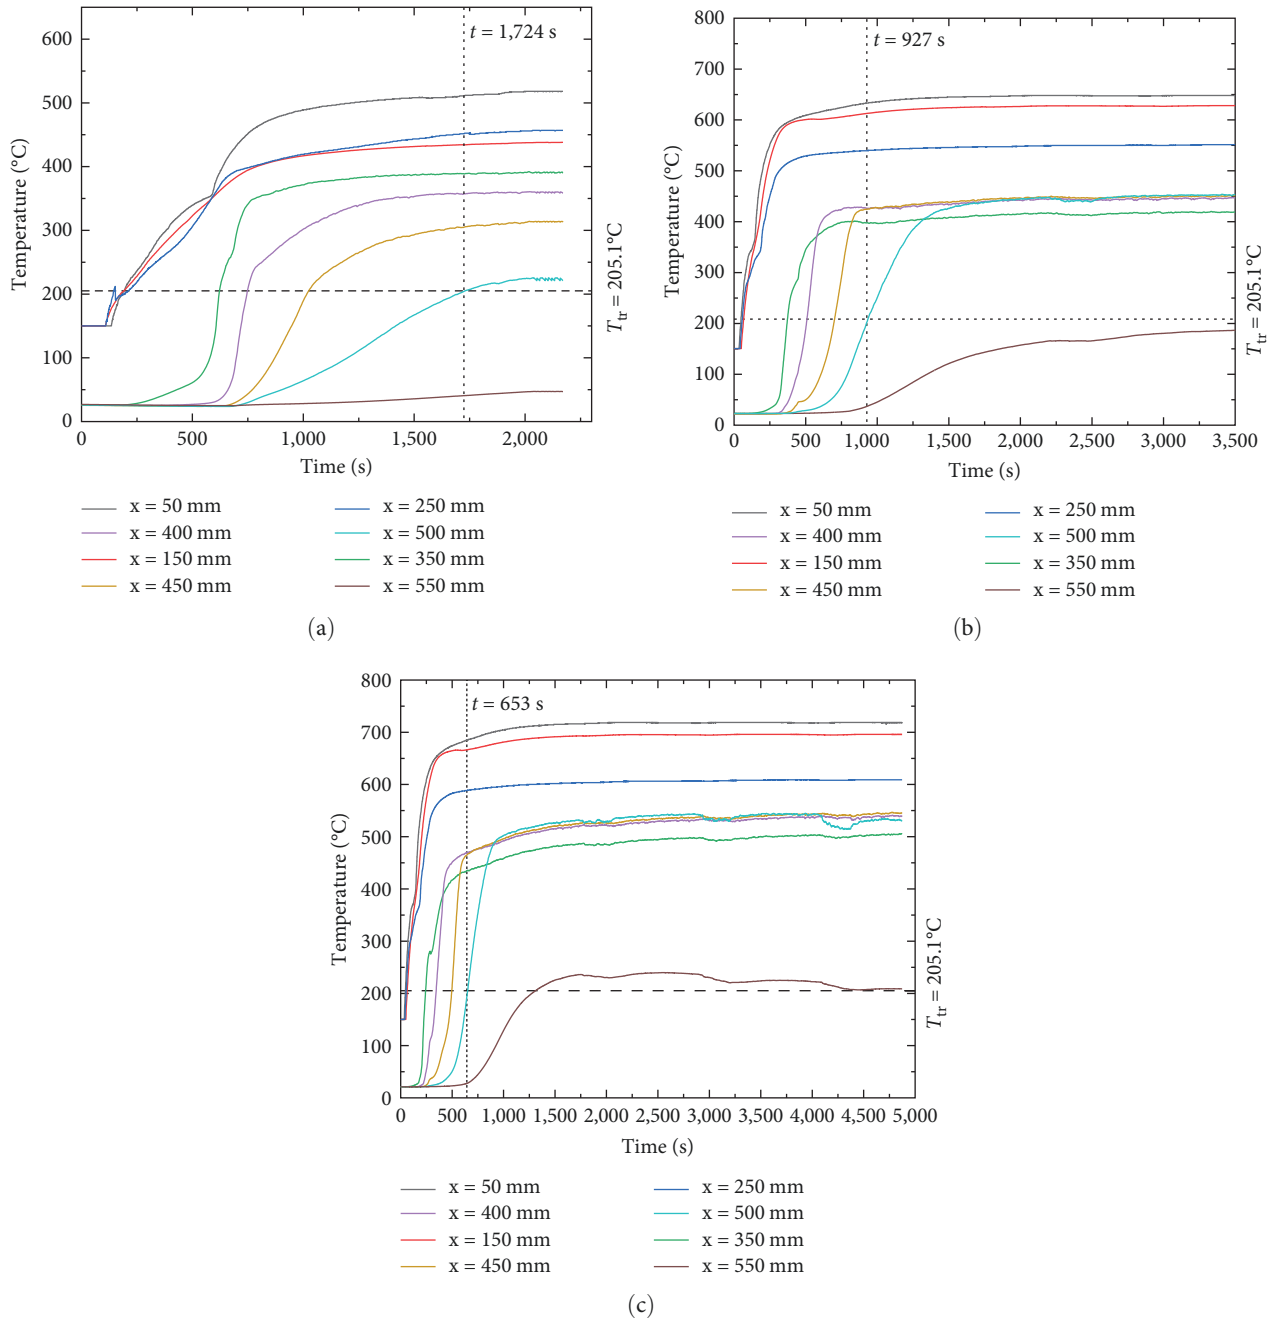 t = 1,724 s
600
500
400
300
200
100
0
Temperature (°C)
Ttr = 205.1°C
0
500
1,000
1,500
2,000
Time (s)
x = 50 mm
x = 250 mm
x = 400 mm
x = 500 mm
x = 150 mm
x = 350 mm
x = 450 mm
x = 550 mm
(a)
t = 927 s
800
700
600
500
400
300
200
100
0
Temperature (°C)
Ttr = 205.1°C
0
500
1,000
1,500
2,000
2,500
3,000
3,500
Time (s)
x = 50 mm
x = 250 mm
x = 400 mm
x = 500 mm
x = 150 mm
x = 350 mm
x = 450 mm
x = 550 mm
(b)
t = 653 s
800
700
600
500
400
300
200
100
0
Temperature (°C)
Ttr = 205.1°C
0
500
1,000
1,500
2,000
2,500
3,000
3,500
4,000
4,500
5,000
Time (s)
x = 50 mm
x = 250 mm
x = 400 mm
x = 500 mm
x = 150 mm
x = 350 mm
x = 450 mm
x = 550 mm
(c)